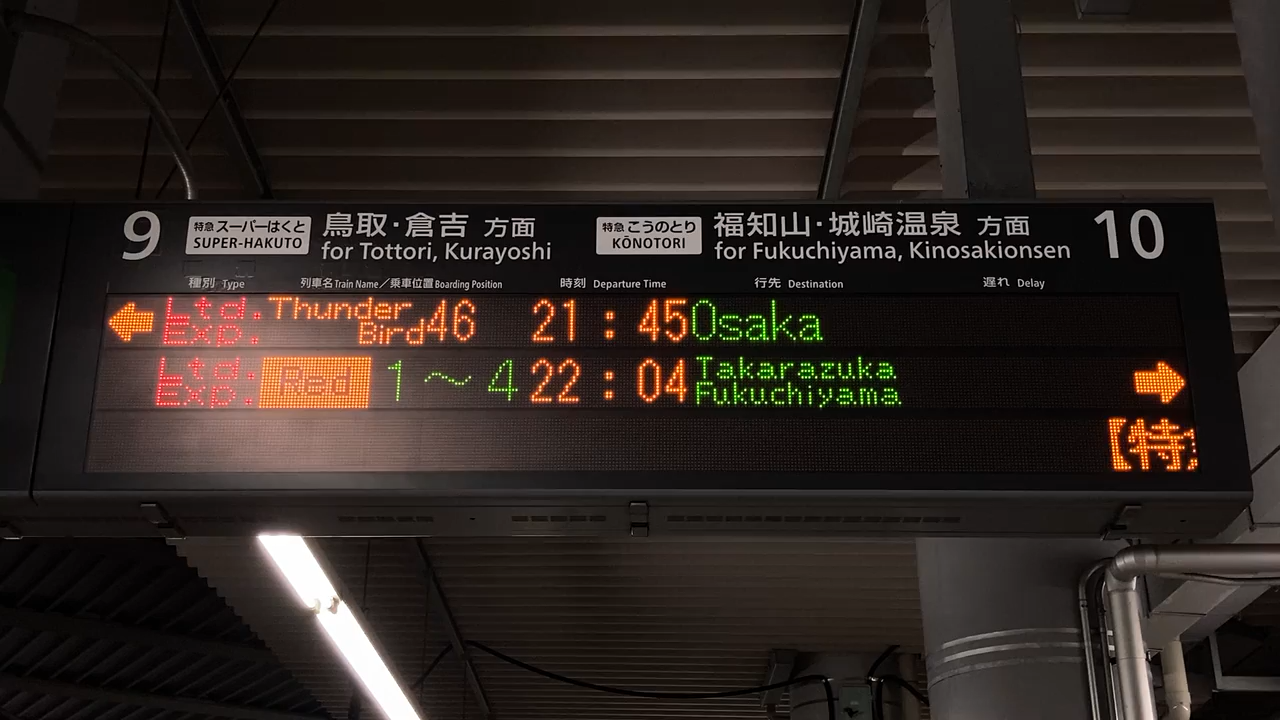 9 特急 スーパーはくと 鳥取・倉吉 方面 特急 こうのとり 福知山・城崎温泉 方面 10
SUPER-HAKUTO for Tottori, Kurayoshi KŌNOTORI for Fukuchiyama, Kinosakionsen
種別 Type 列車名 Train Name／乗車位置 Boarding Position 時刻 Departure Time 行先 Destination 遅れ Delay
Ltd. Exp. Thunder Bird 46 21:45 Osaka
Ltd. Exp. Red 1～4 22:04 Takarazuka Fukuchiyama
【特